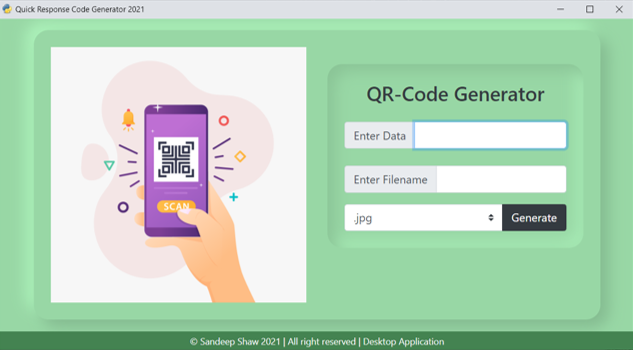 Quick Response Code Generator 2021
SCAN
QR-Code Generator
Enter Data
Enter Filename
.jpg
Generate
© Sandeep Shaw 2021 | All right reserved | Desktop Application